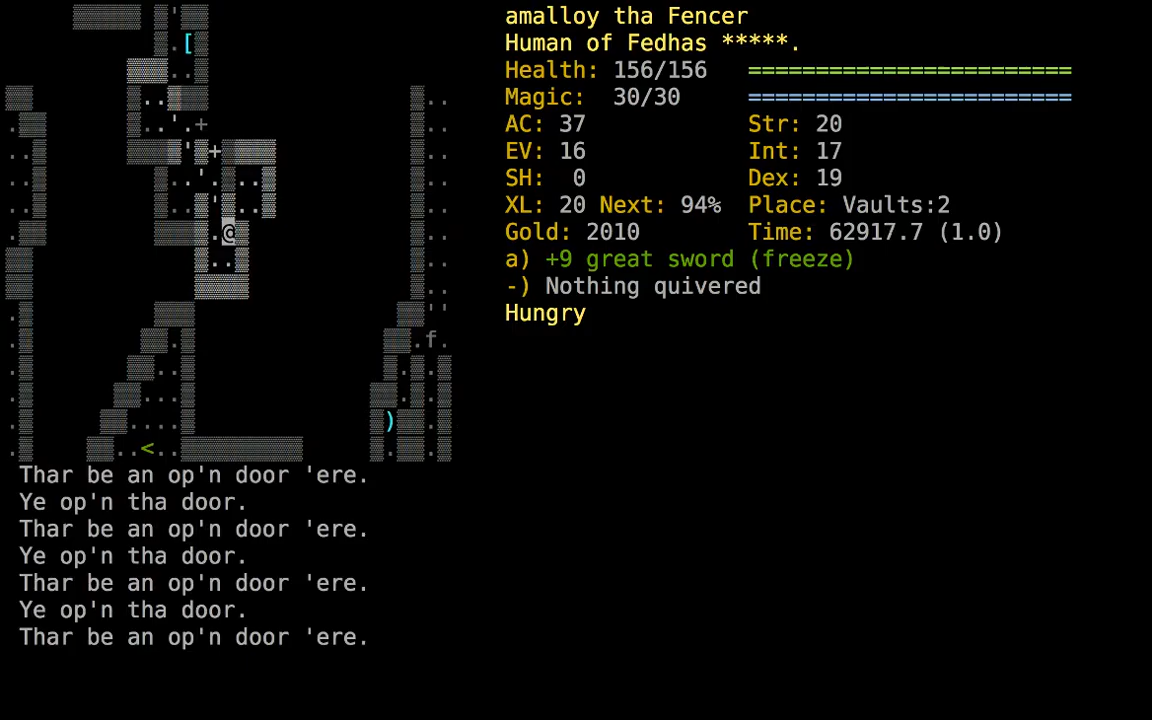 amalloy tha Fencer
Human of Fedhas *****.
Health: 156/156 ========================
Magic: 30/30 ========================
AC: 37 Str: 20
EV: 16 Int: 17
SH: 0 Dex: 19
XL: 20 Next: 94% Place: Vaults:2
Gold: 2010 Time: 62917.7 (1.0)
a) +9 great sword (freeze)
-) Nothing quivered
Hungry
Thar be an op'n door 'ere.
Ye op'n tha door.
Thar be an op'n door 'ere.
Ye op'n tha door.
Thar be an op'n door 'ere.
Ye op'n tha door.
Thar be an op'n door 'ere.